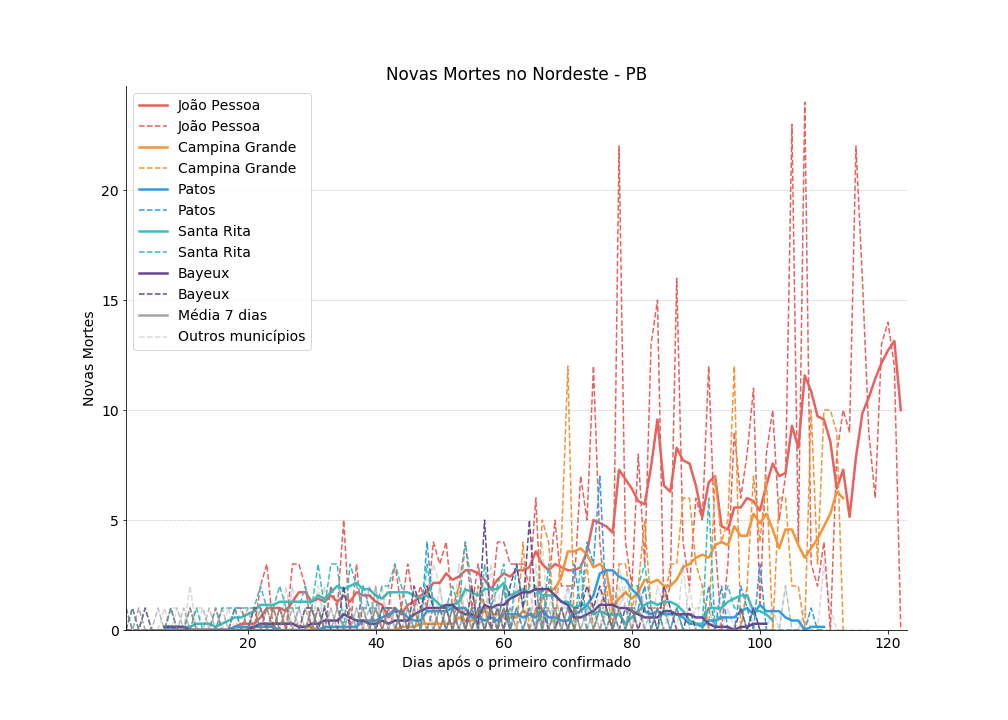 Novas Mortes no Nordeste - PB
João Pessoa
João Pessoa
Campina Grande
Campina Grande
Patos
Patos
Santa Rita
Santa Rita
Bayeux
Bayeux
Média 7 dias
Outros municípios
Novas Mortes
20
15
10
5
0
20
40
60
80
100
120
Dias após o primeiro confirmado